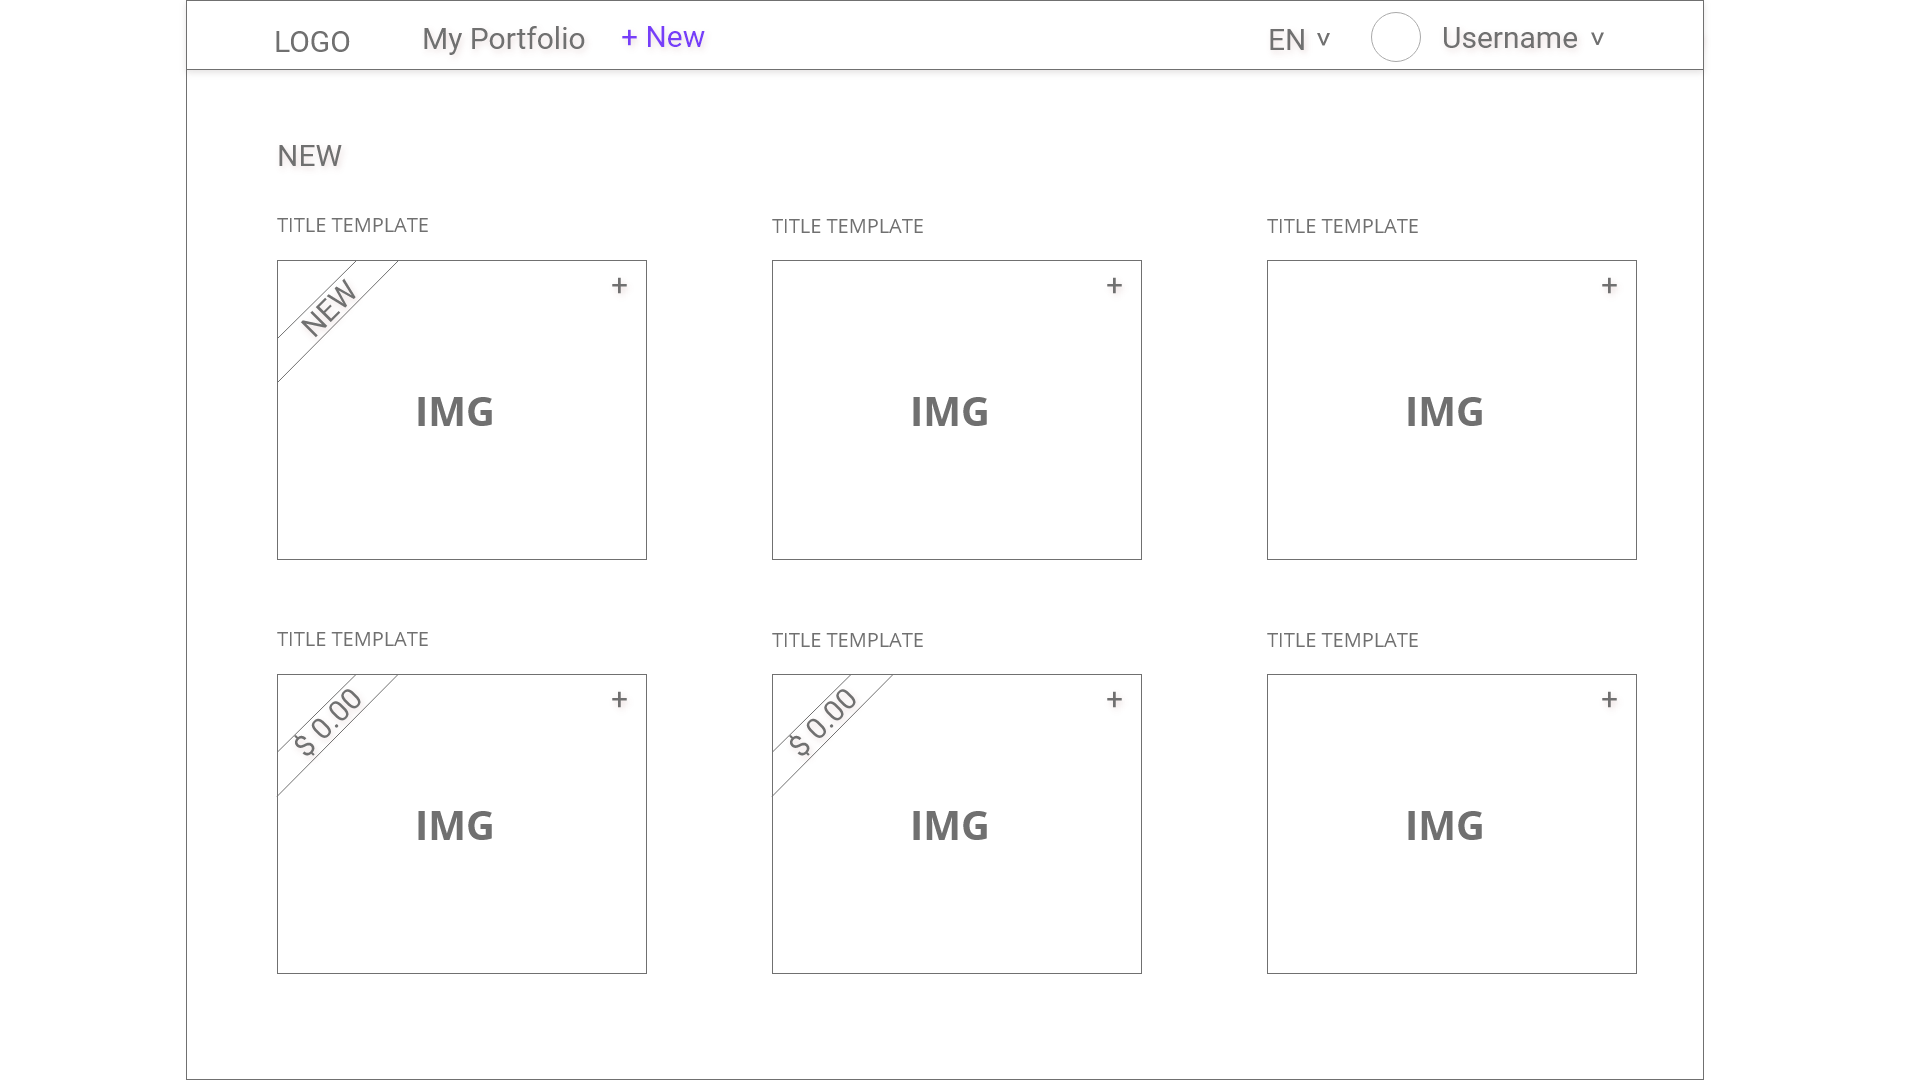 LOGO My Portfolio + New EN v Username v
NEW
TITLE TEMPLATE TITLE TEMPLATE TITLE TEMPLATE
NEW + + +
IMG IMG IMG
TITLE TEMPLATE TITLE TEMPLATE TITLE TEMPLATE
$ 0.00 + $ 0.00 + +
IMG IMG IMG